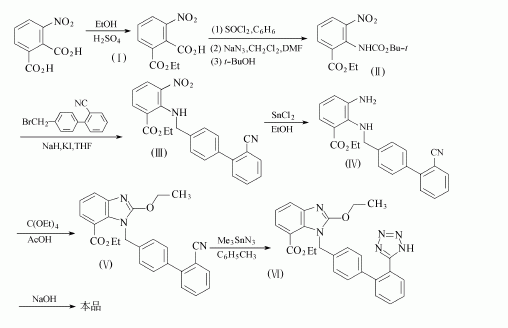 NO₂
CO₂H
CO₂H
EtOH
H₂SO₄
(Ⅰ)
NO₂
CO₂H
CO₂Et
(1) SOCl₂,C₆H₆
(2) NaN₃,CH₂Cl₂,DMF
(3) t–BuOH
NO₂
NHCO₂Bu–t
CO₂Et
(Ⅱ)
BrCH₂
CN
NaH,KI,THF
(Ⅲ)
NO₂
NH
CO₂Et
CN
SnCl₂
EtOH
NH₂
NH
CO₂Et
CN
(Ⅳ)
C(OEt)₄
AcOH
N
N
O
CH₃
CO₂Et
CN
(Ⅴ)
Me₃SnN₃
C₆H₅CH₃
(Ⅵ)
N
N
O
CH₃
CO₂Et
N
N
N
NH
NaOH
本品